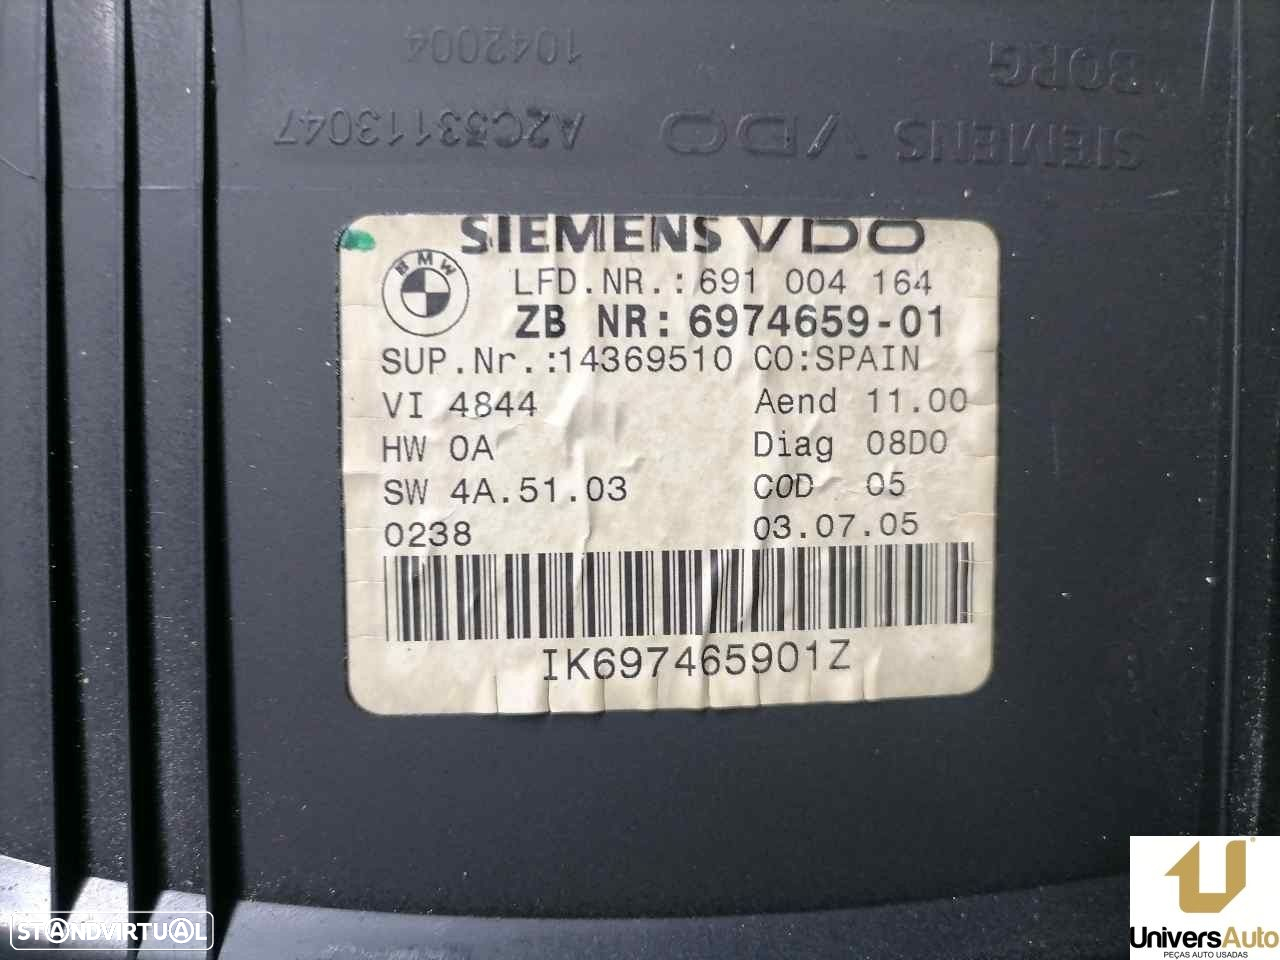 1042004
BORG
A2C53113047
SIEMENS VDO
SIEMENS VDO
BMW
LFD.NR.:691 004 164
ZB NR: 6974659-01
SUP.Nr.:14369510 CO:SPAIN
VI 4844 Aend 11.00
HW 0A Diag 08D0
SW 4A.51.03 COD 05
0238 03.07.05
IK697465901Z
STANDVIRTUAL
UniversAuto
PEÇAS AUTO USADAS